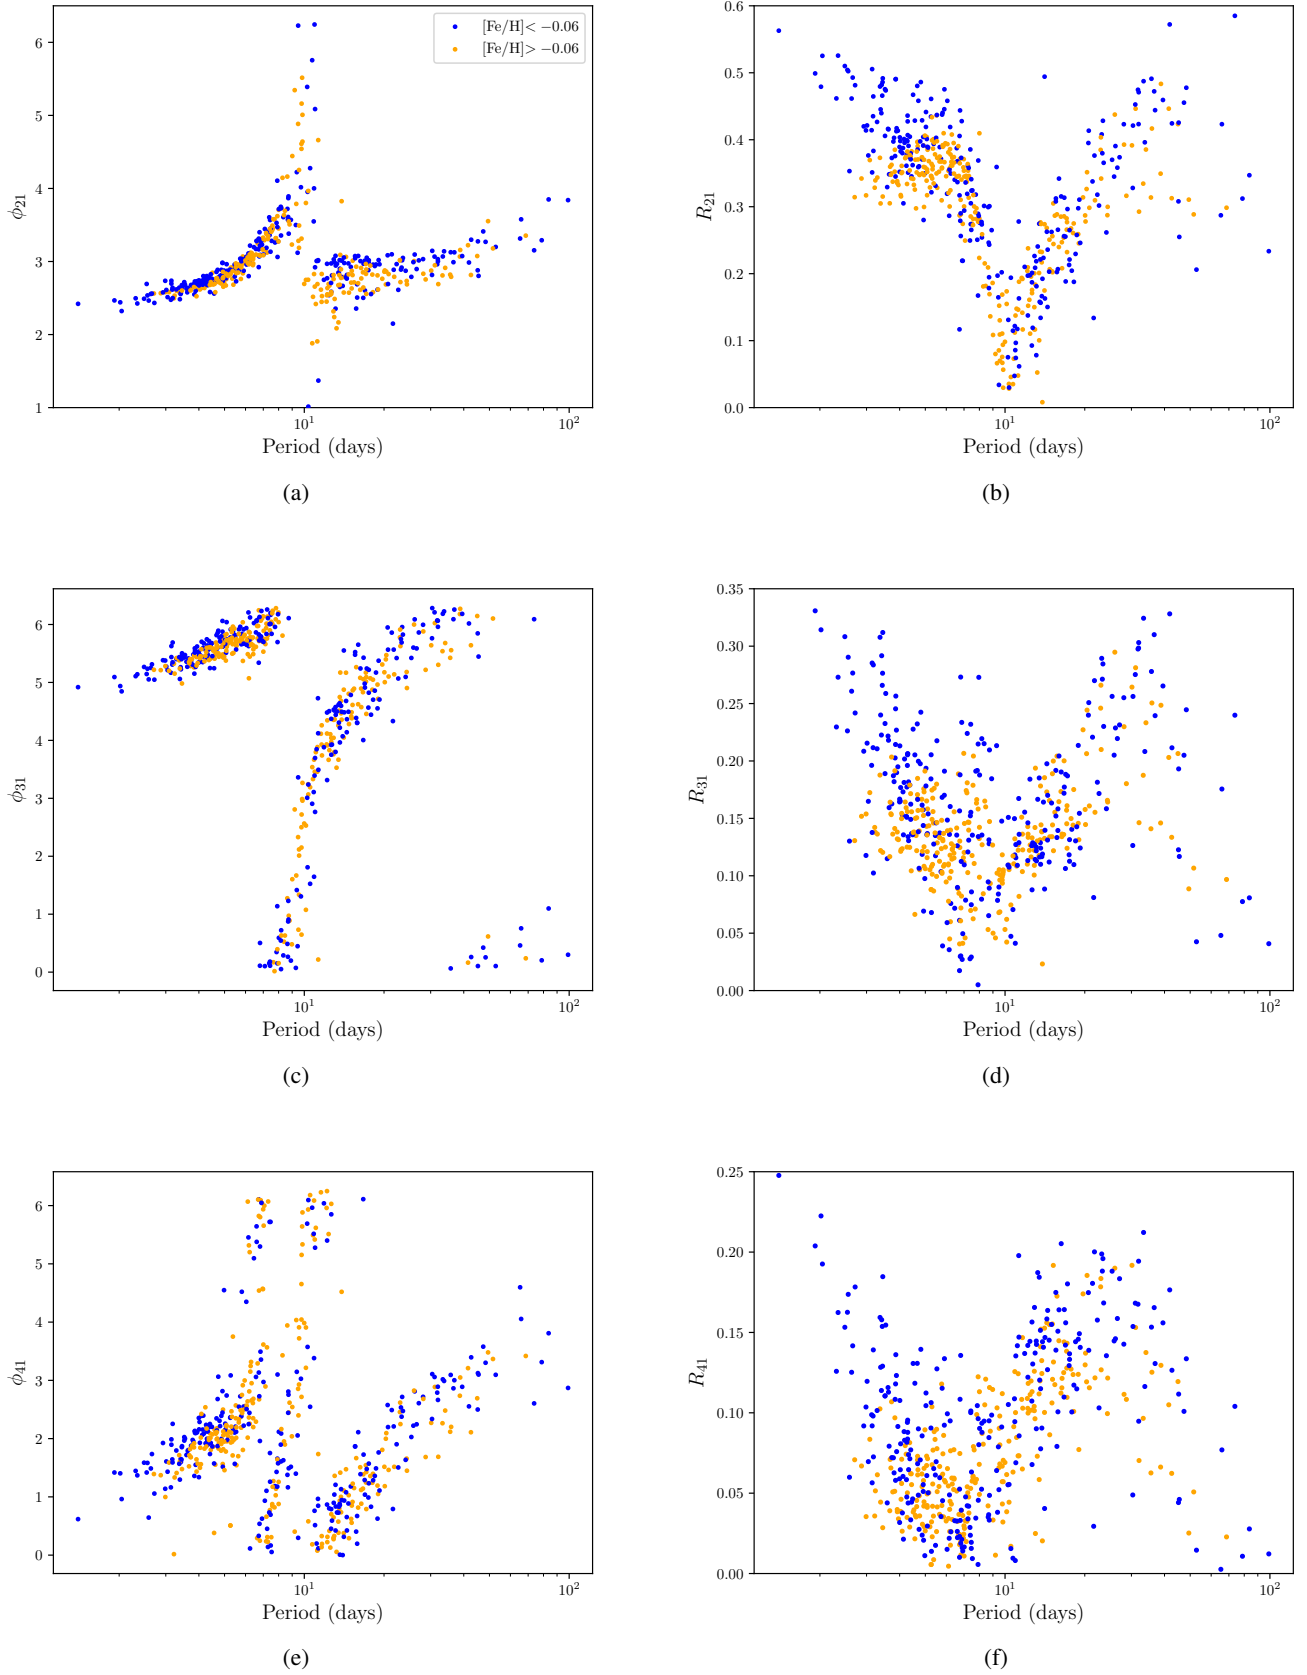 [Fe/H]< −0.06
[Fe/H]> −0.06
6
5
4
3
2
1
ϕ21
10^1
10^2
Period (days)
(a)
0.6
0.5
0.4
0.3
0.2
0.1
0.0
R21
10^1
10^2
Period (days)
(b)
6
5
4
3
2
1
0
ϕ31
10^1
10^2
Period (days)
(c)
0.35
0.30
0.25
0.20
0.15
0.10
0.05
0.00
R31
10^1
10^2
Period (days)
(d)
6
5
4
3
2
1
0
ϕ41
10^1
10^2
Period (days)
(e)
0.25
0.20
0.15
0.10
0.05
0.00
R41
10^1
10^2
Period (days)
(f)